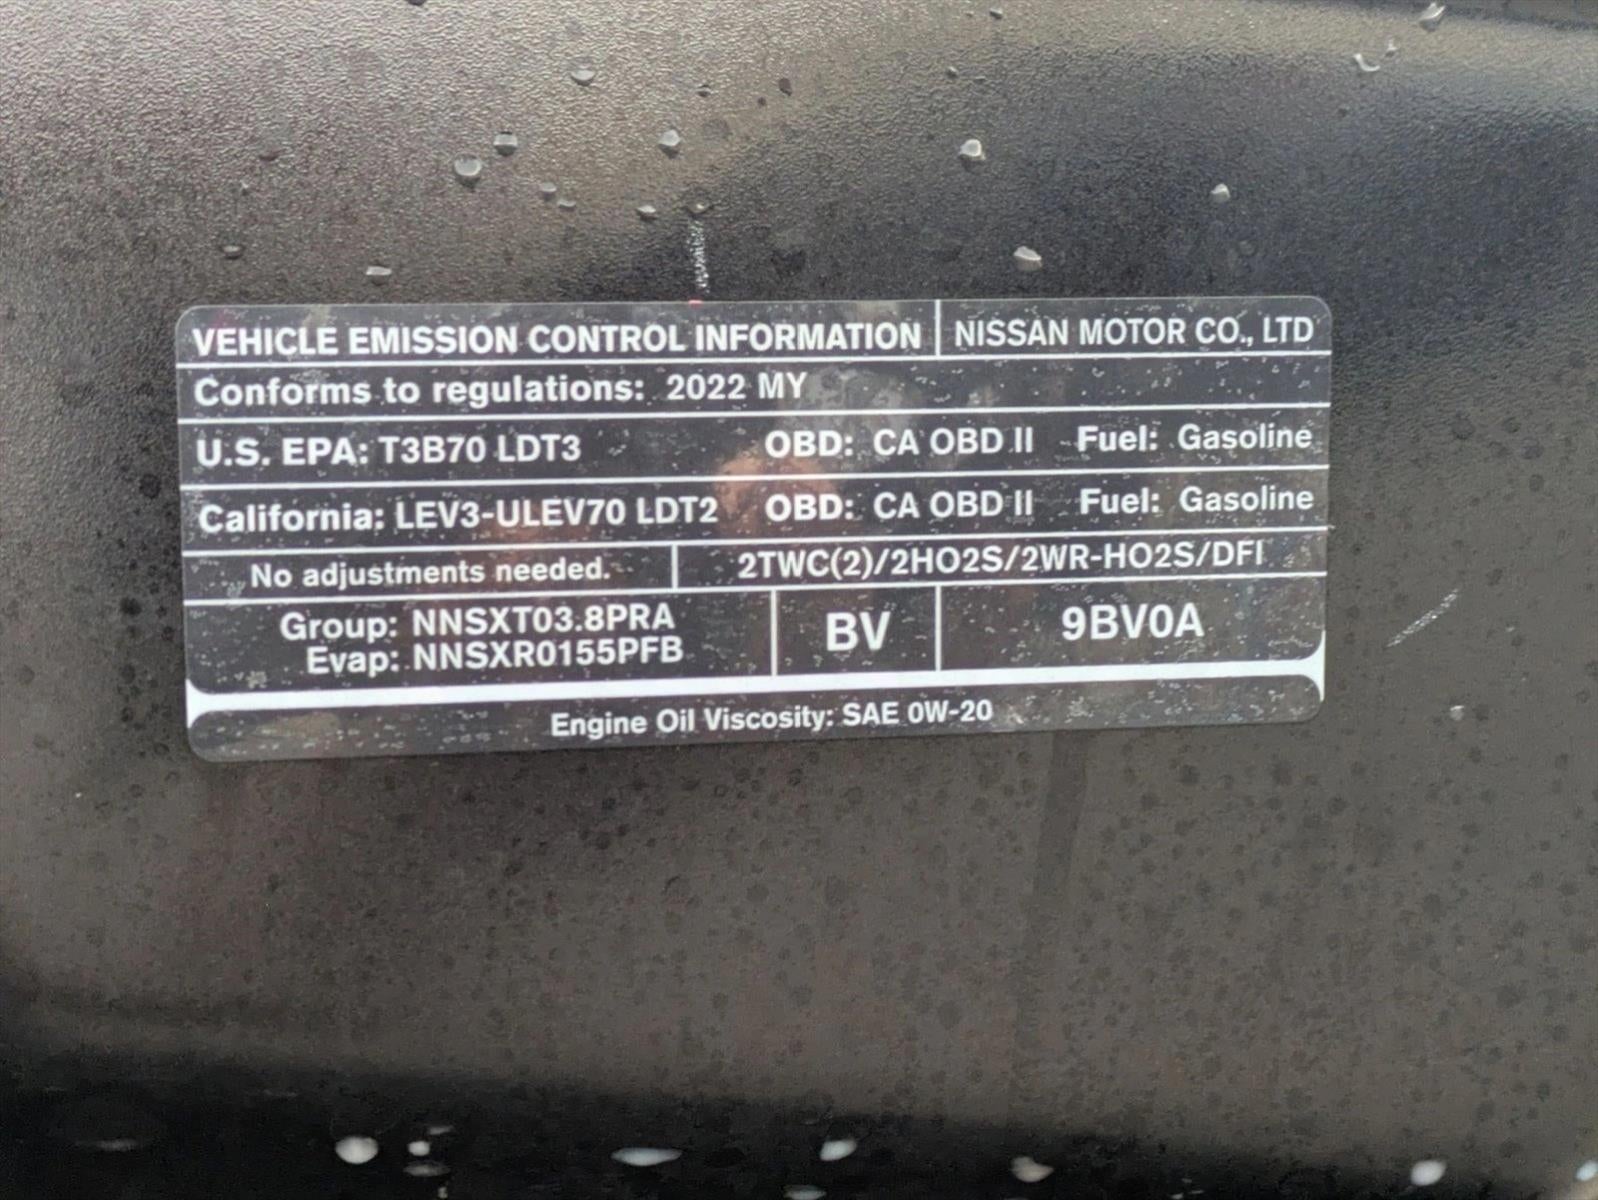 VEHICLE EMISSION CONTROL INFORMATION NISSAN MOTOR CO., LTD
Conforms to regulations: 2022 MY
U.S. EPA: T3B70 LDT3 OBD: CA OBD II Fuel: Gasoline
California: LEV3-ULEV70 LDT2 OBD: CA OBD II Fuel: Gasoline
No adjustments needed. 2TWC(2)/2HO2S/2WR-HO2S/DFI
Group: NNSXT03.8PRA BV 9BV0A
Evap: NNSXR0155PFB
Engine Oil Viscosity: SAE 0W-20